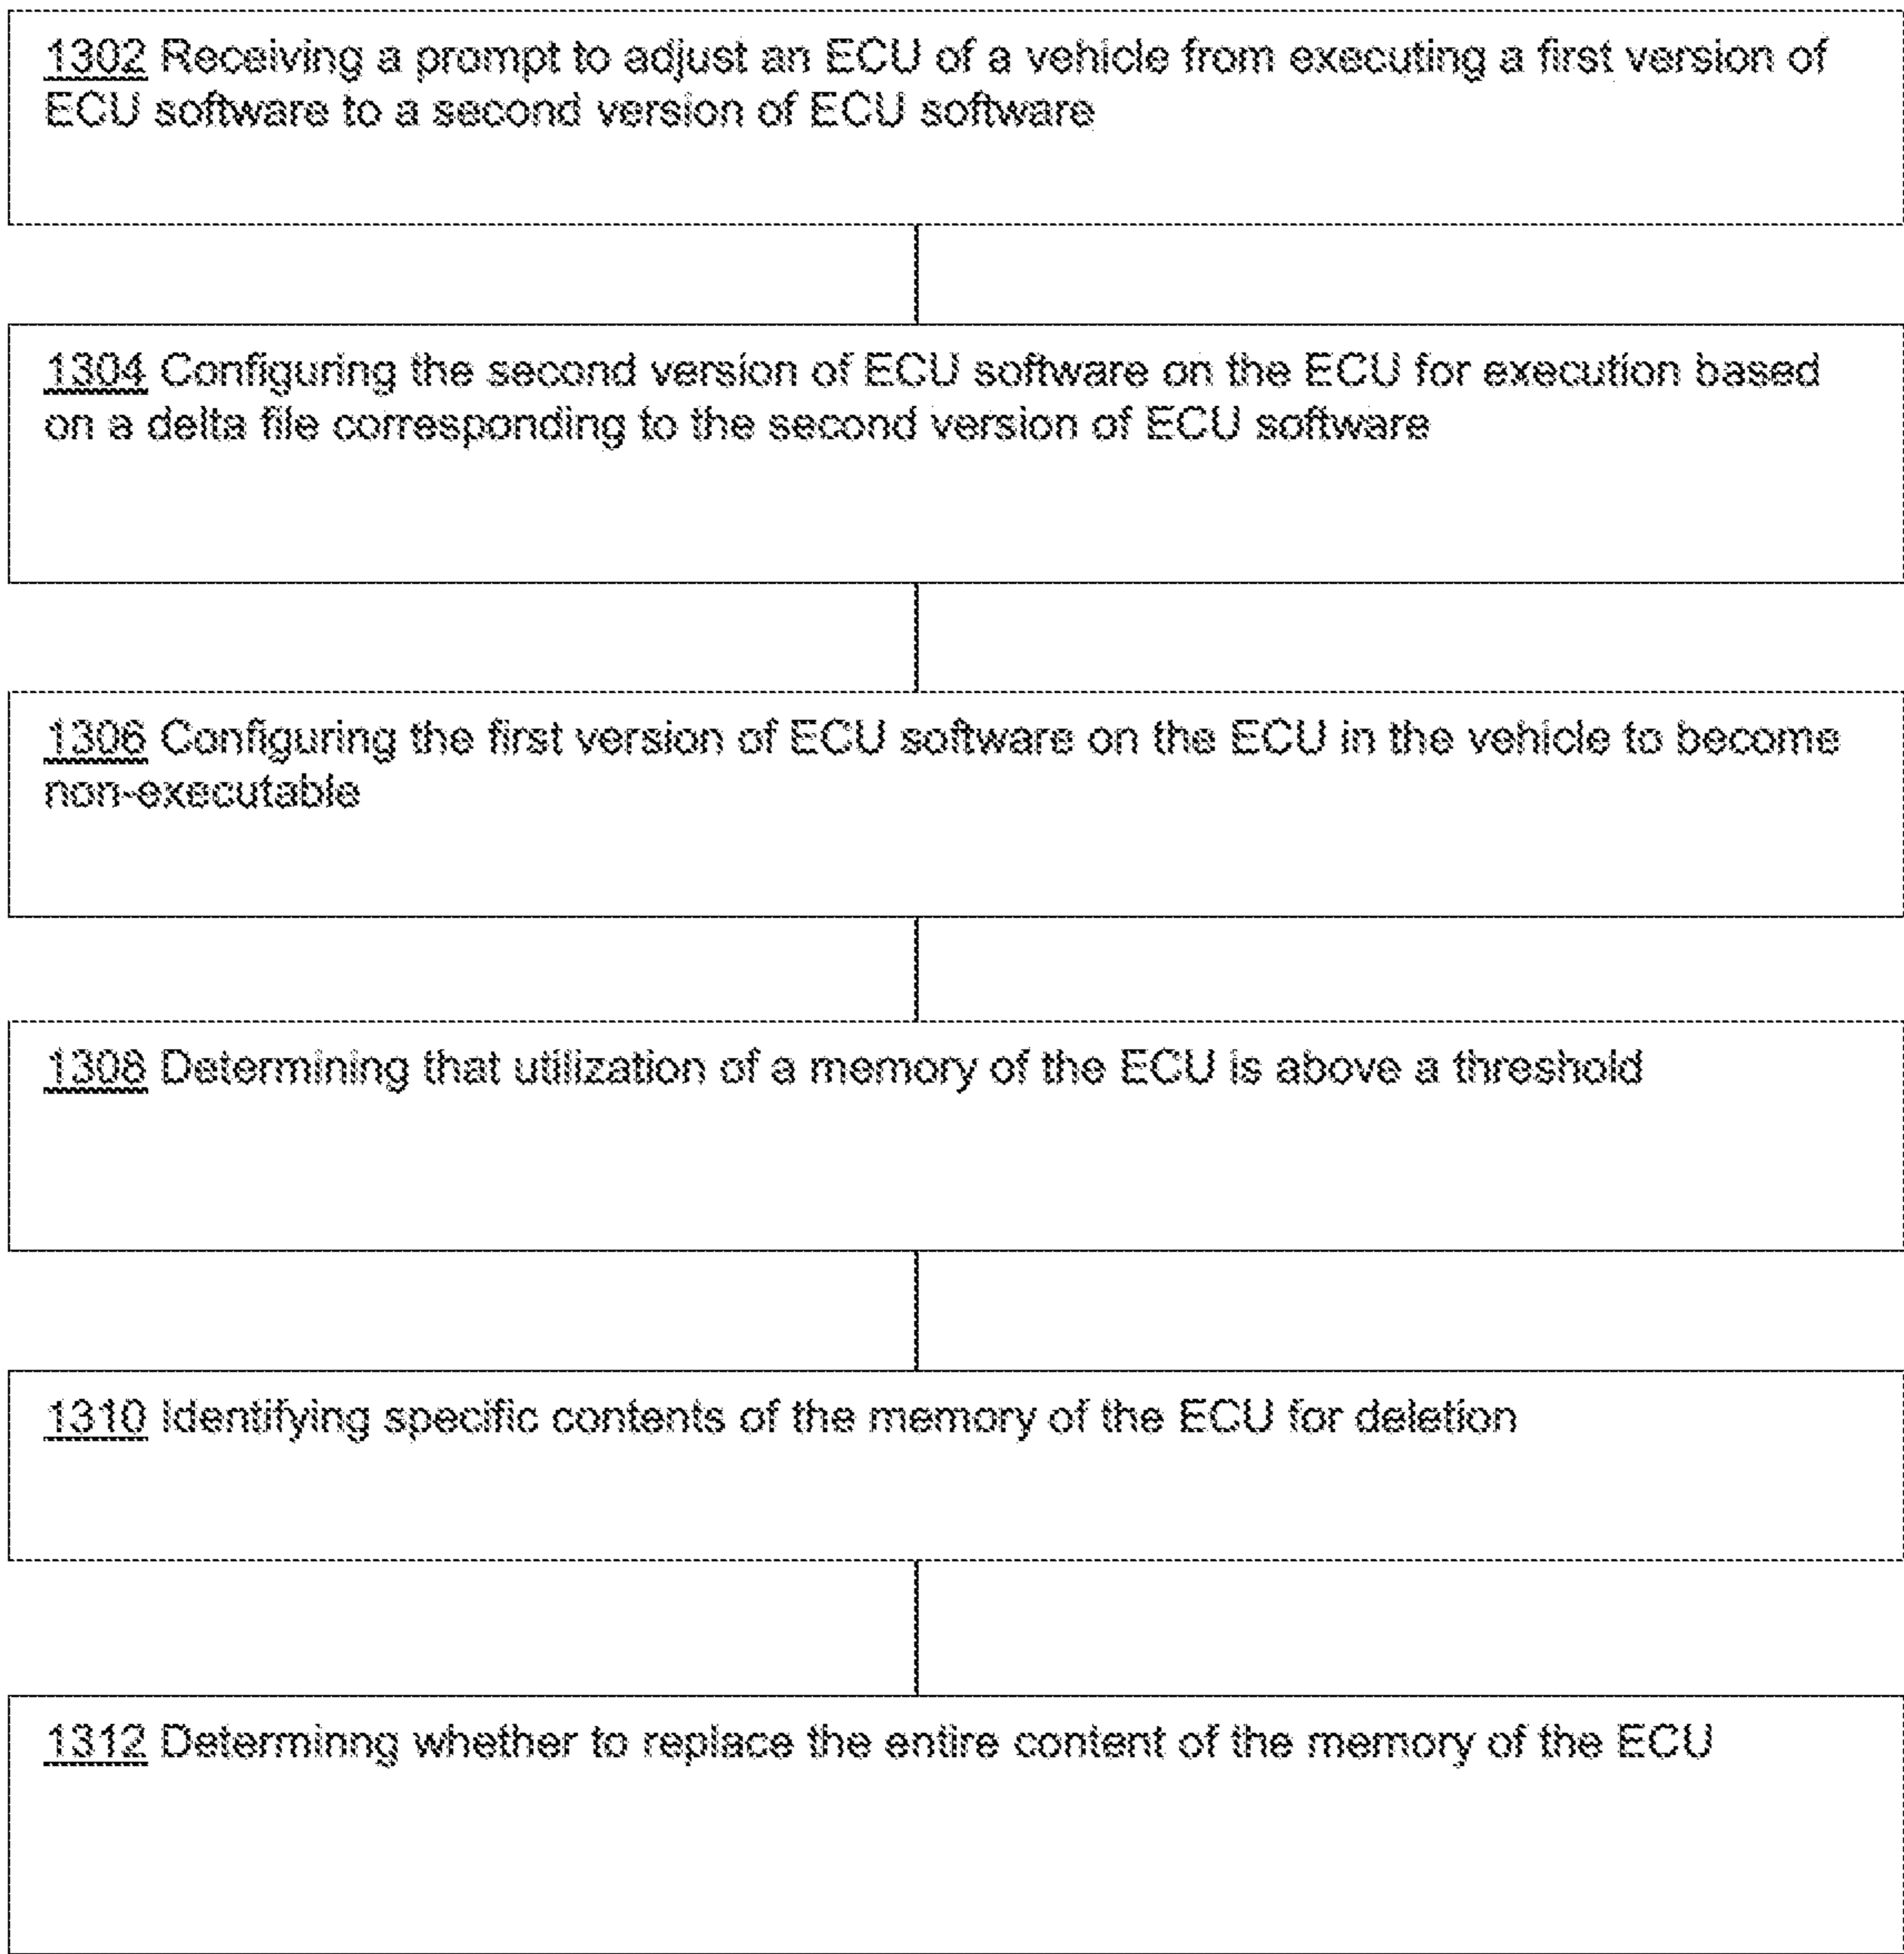 1302 Receiving a prompt to adjust an ECU of a vehicle from executing a first version of
ECU software to a second version of ECU software
1304 Configuring the second version of ECU software on the ECU for execution based
on a delta file corresponding to the second version of ECU software
1306 Configuring the first version of ECU software on the ECU in the vehicle to become
non-executable
1308 Determining that utilization of a memory of the ECU is above a threshold
1310 Identifying specific contents of the memory of the ECU for deletion
1312 Determinng whether to replace the entire content of the memory of the ECU